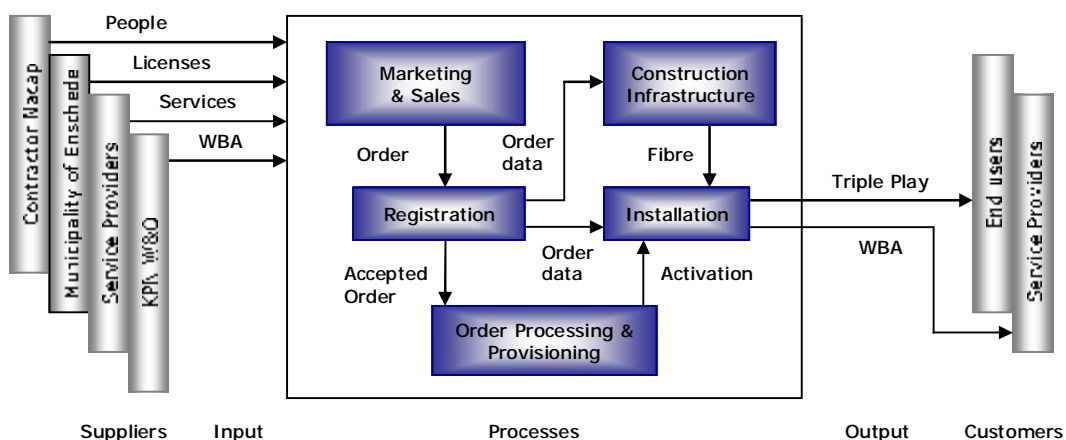 People
Licenses
Services
WBA
Contractor Nacap
Municipality of Enschede
Service Providers
KPN W&O
Marketing
& Sales
Construction
Infrastructure
Order
Order
data
Fibre
Registration
Installation
Order
data
Accepted
Order
Activation
Order Processing &
Provisioning
Triple Play
WBA
End users
Service Providers
Suppliers
Input
Processes
Output
Customers